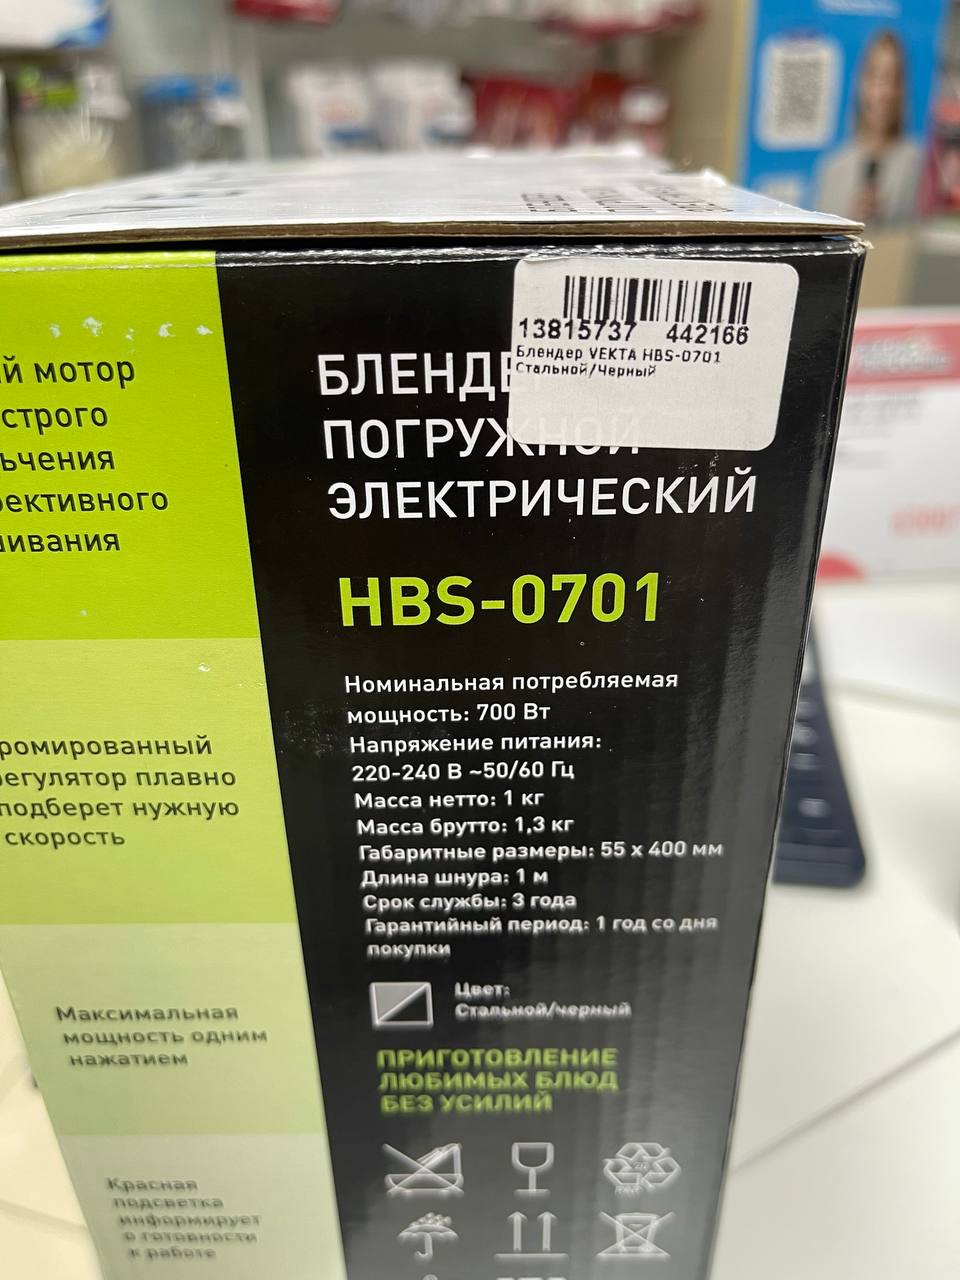 й мотор
строго
ьчения
фективного
ивания
13815737 442166
Блендер VEKTA HBS-0701
Стальной/Черный
БЛЕНДЕ
ПОГРУЖНОЙ
ЭЛЕКТРИЧЕСКИЙ
HBS-0701
Номинальная потребляемая
мощность: 700 Вт
Напряжение питания:
220-240 В ~50/60 Гц
Масса нетто: 1 кг
Масса брутто: 1,3 кг
Габаритные размеры: 55 х 400 мм
Длина шнура: 1 м
Срок службы: 3 года
Гарантийный период: 1 год со дня
покупки
Цвет:
Стальной/черный
ПРИГОТОВЛЕНИЕ
ЛЮБИМЫХ БЛЮД
БЕЗ УСИЛИЙ
ромированный
регулятор плавно
подберет нужную
скорость
Максимальная
мощность одним
нажатием
Красная
подсветка
информирует
о готовности
к работе